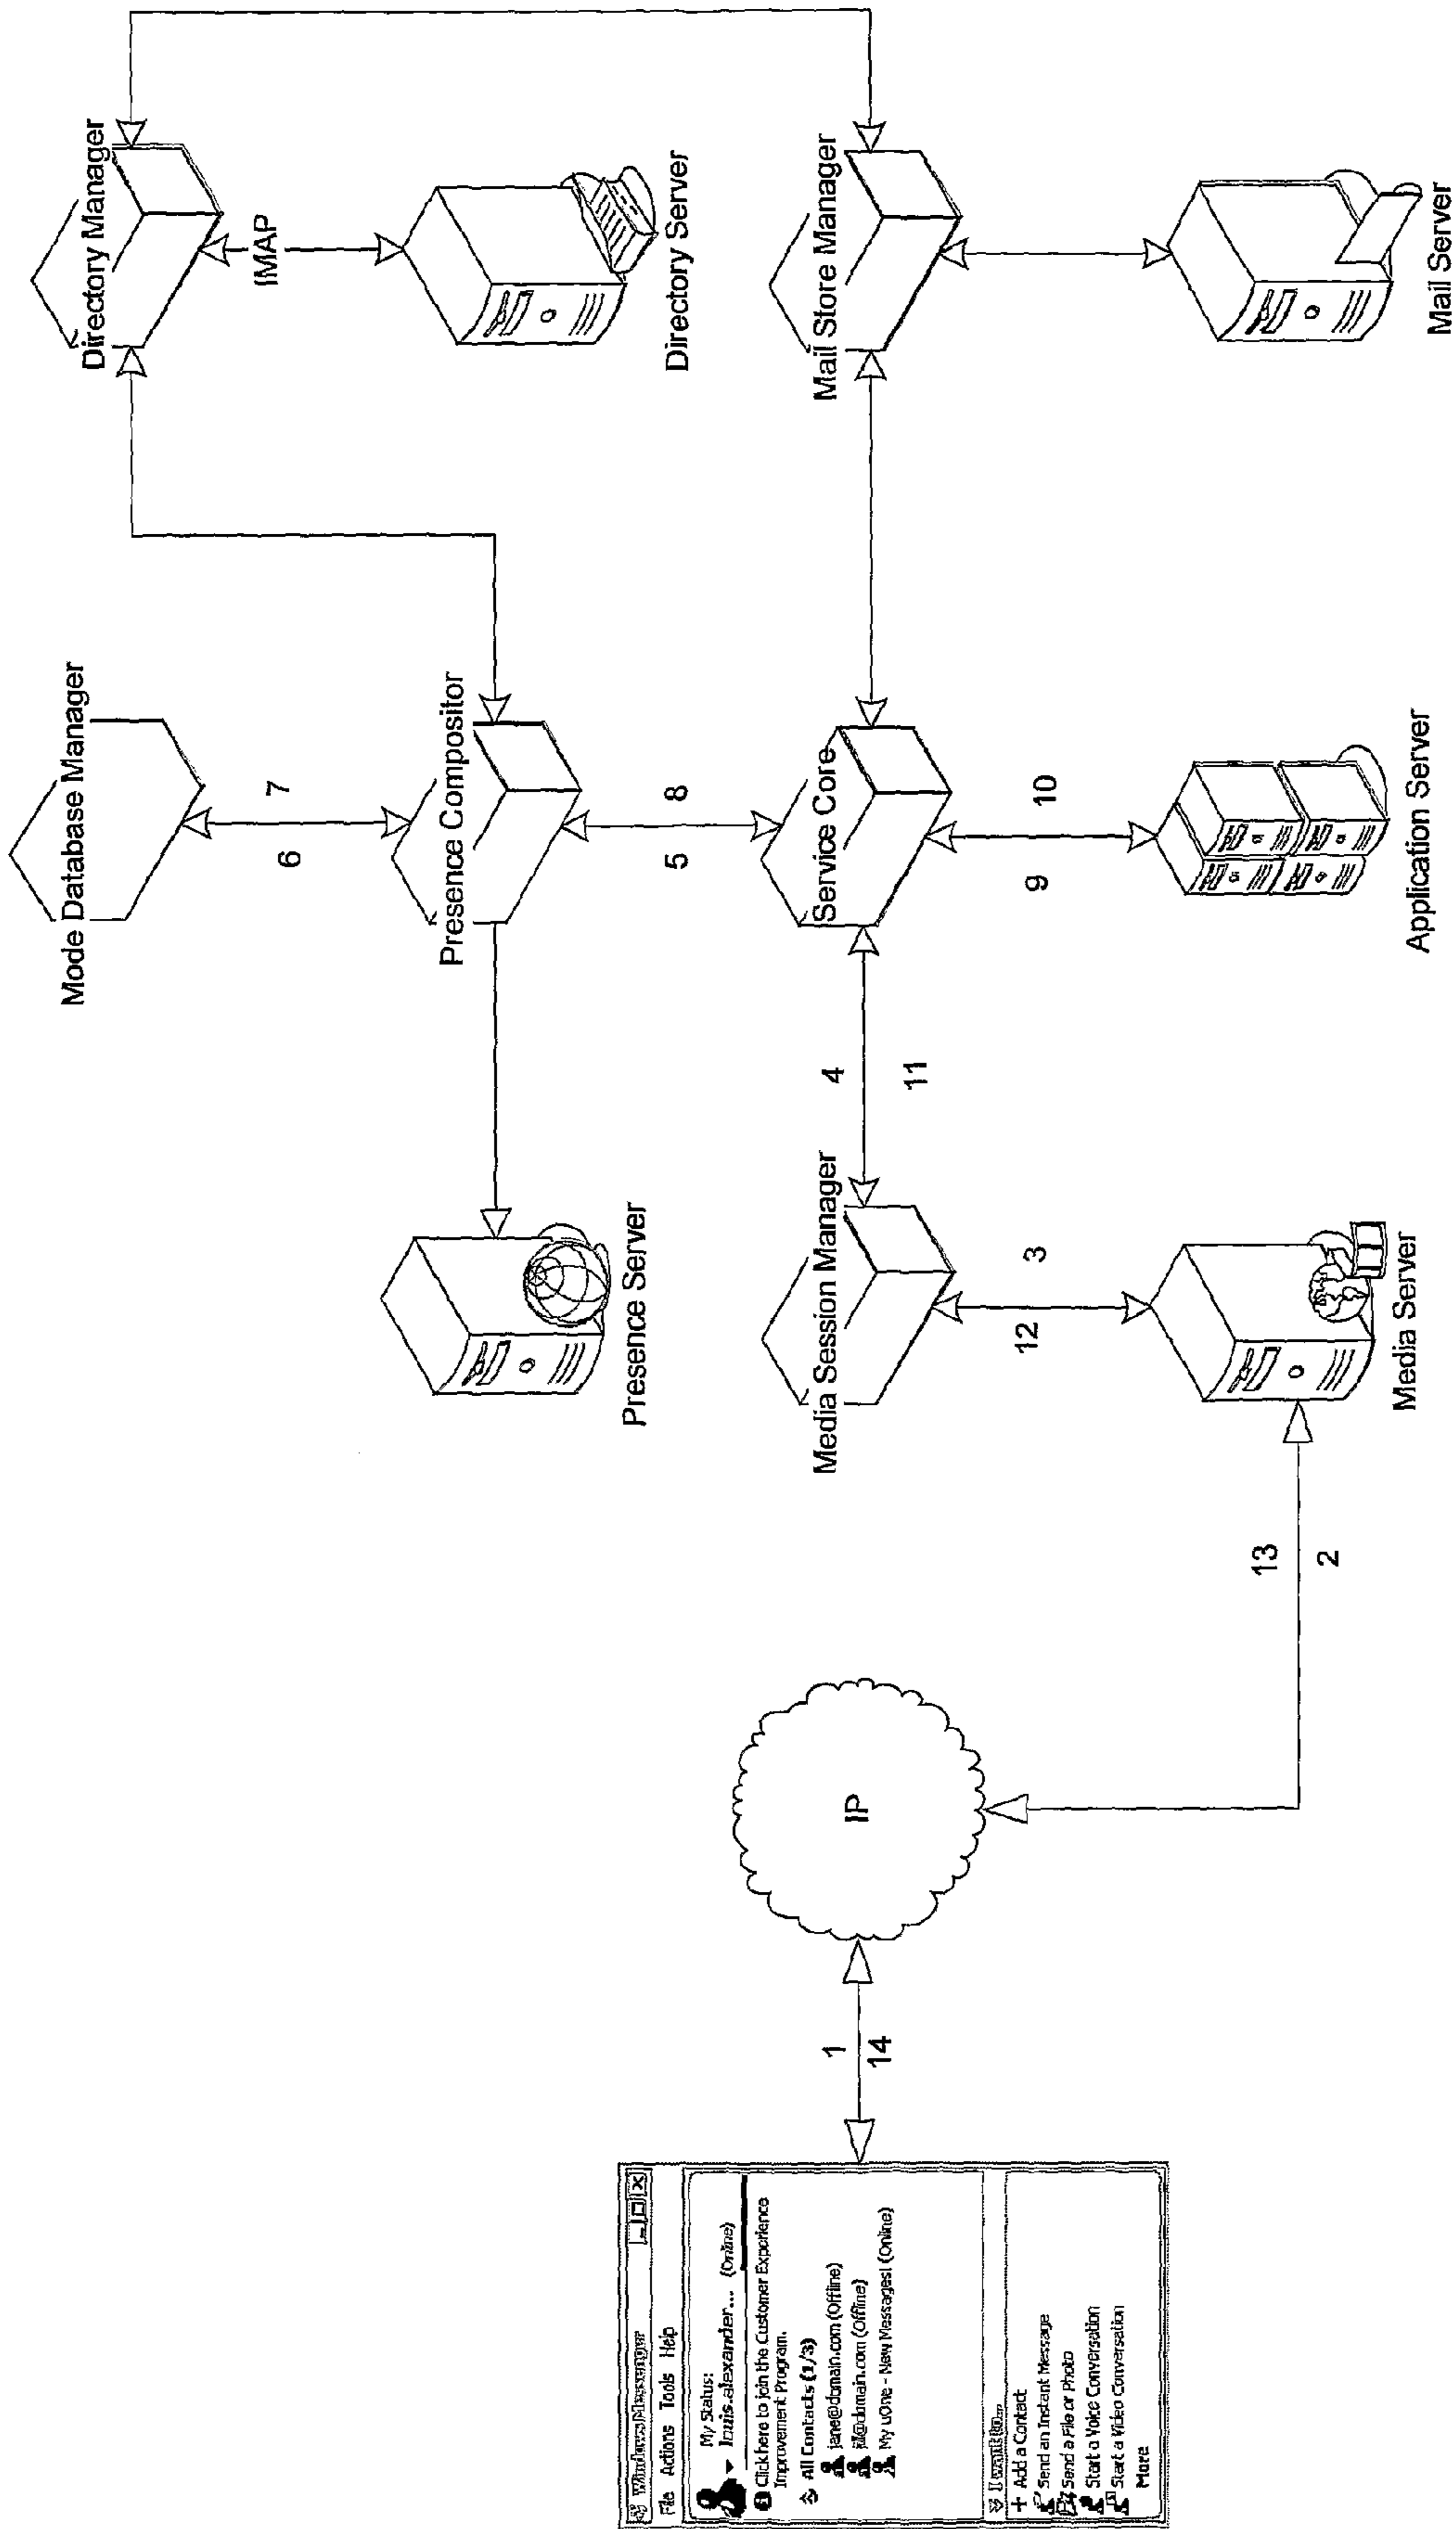 Mode Database Manager
Directory Manager
7
6
IMAP
Presence Server
Presence Compositor
Directory Server
8
5
Media Session Manager
4
11
Service Core
Mail Store Manager
3
12
10
9
Media Server
Application Server
Mail Server
13
2
IP
1
14
Windows Messenger
File Actions Tools Help
My Status:
louis.alexander... (Online)
Click here to join the Customer Experience
Improvement Program.
All Contacts (1/3)
jane@domain.com (Offline)
jill@domain.com (Offline)
My uOne - New Messages! (Online)
I want to...
Add a Contact
Send an Instant Message
Send a File or Photo
Start a Voice Conversation
Start a Video Conversation
More